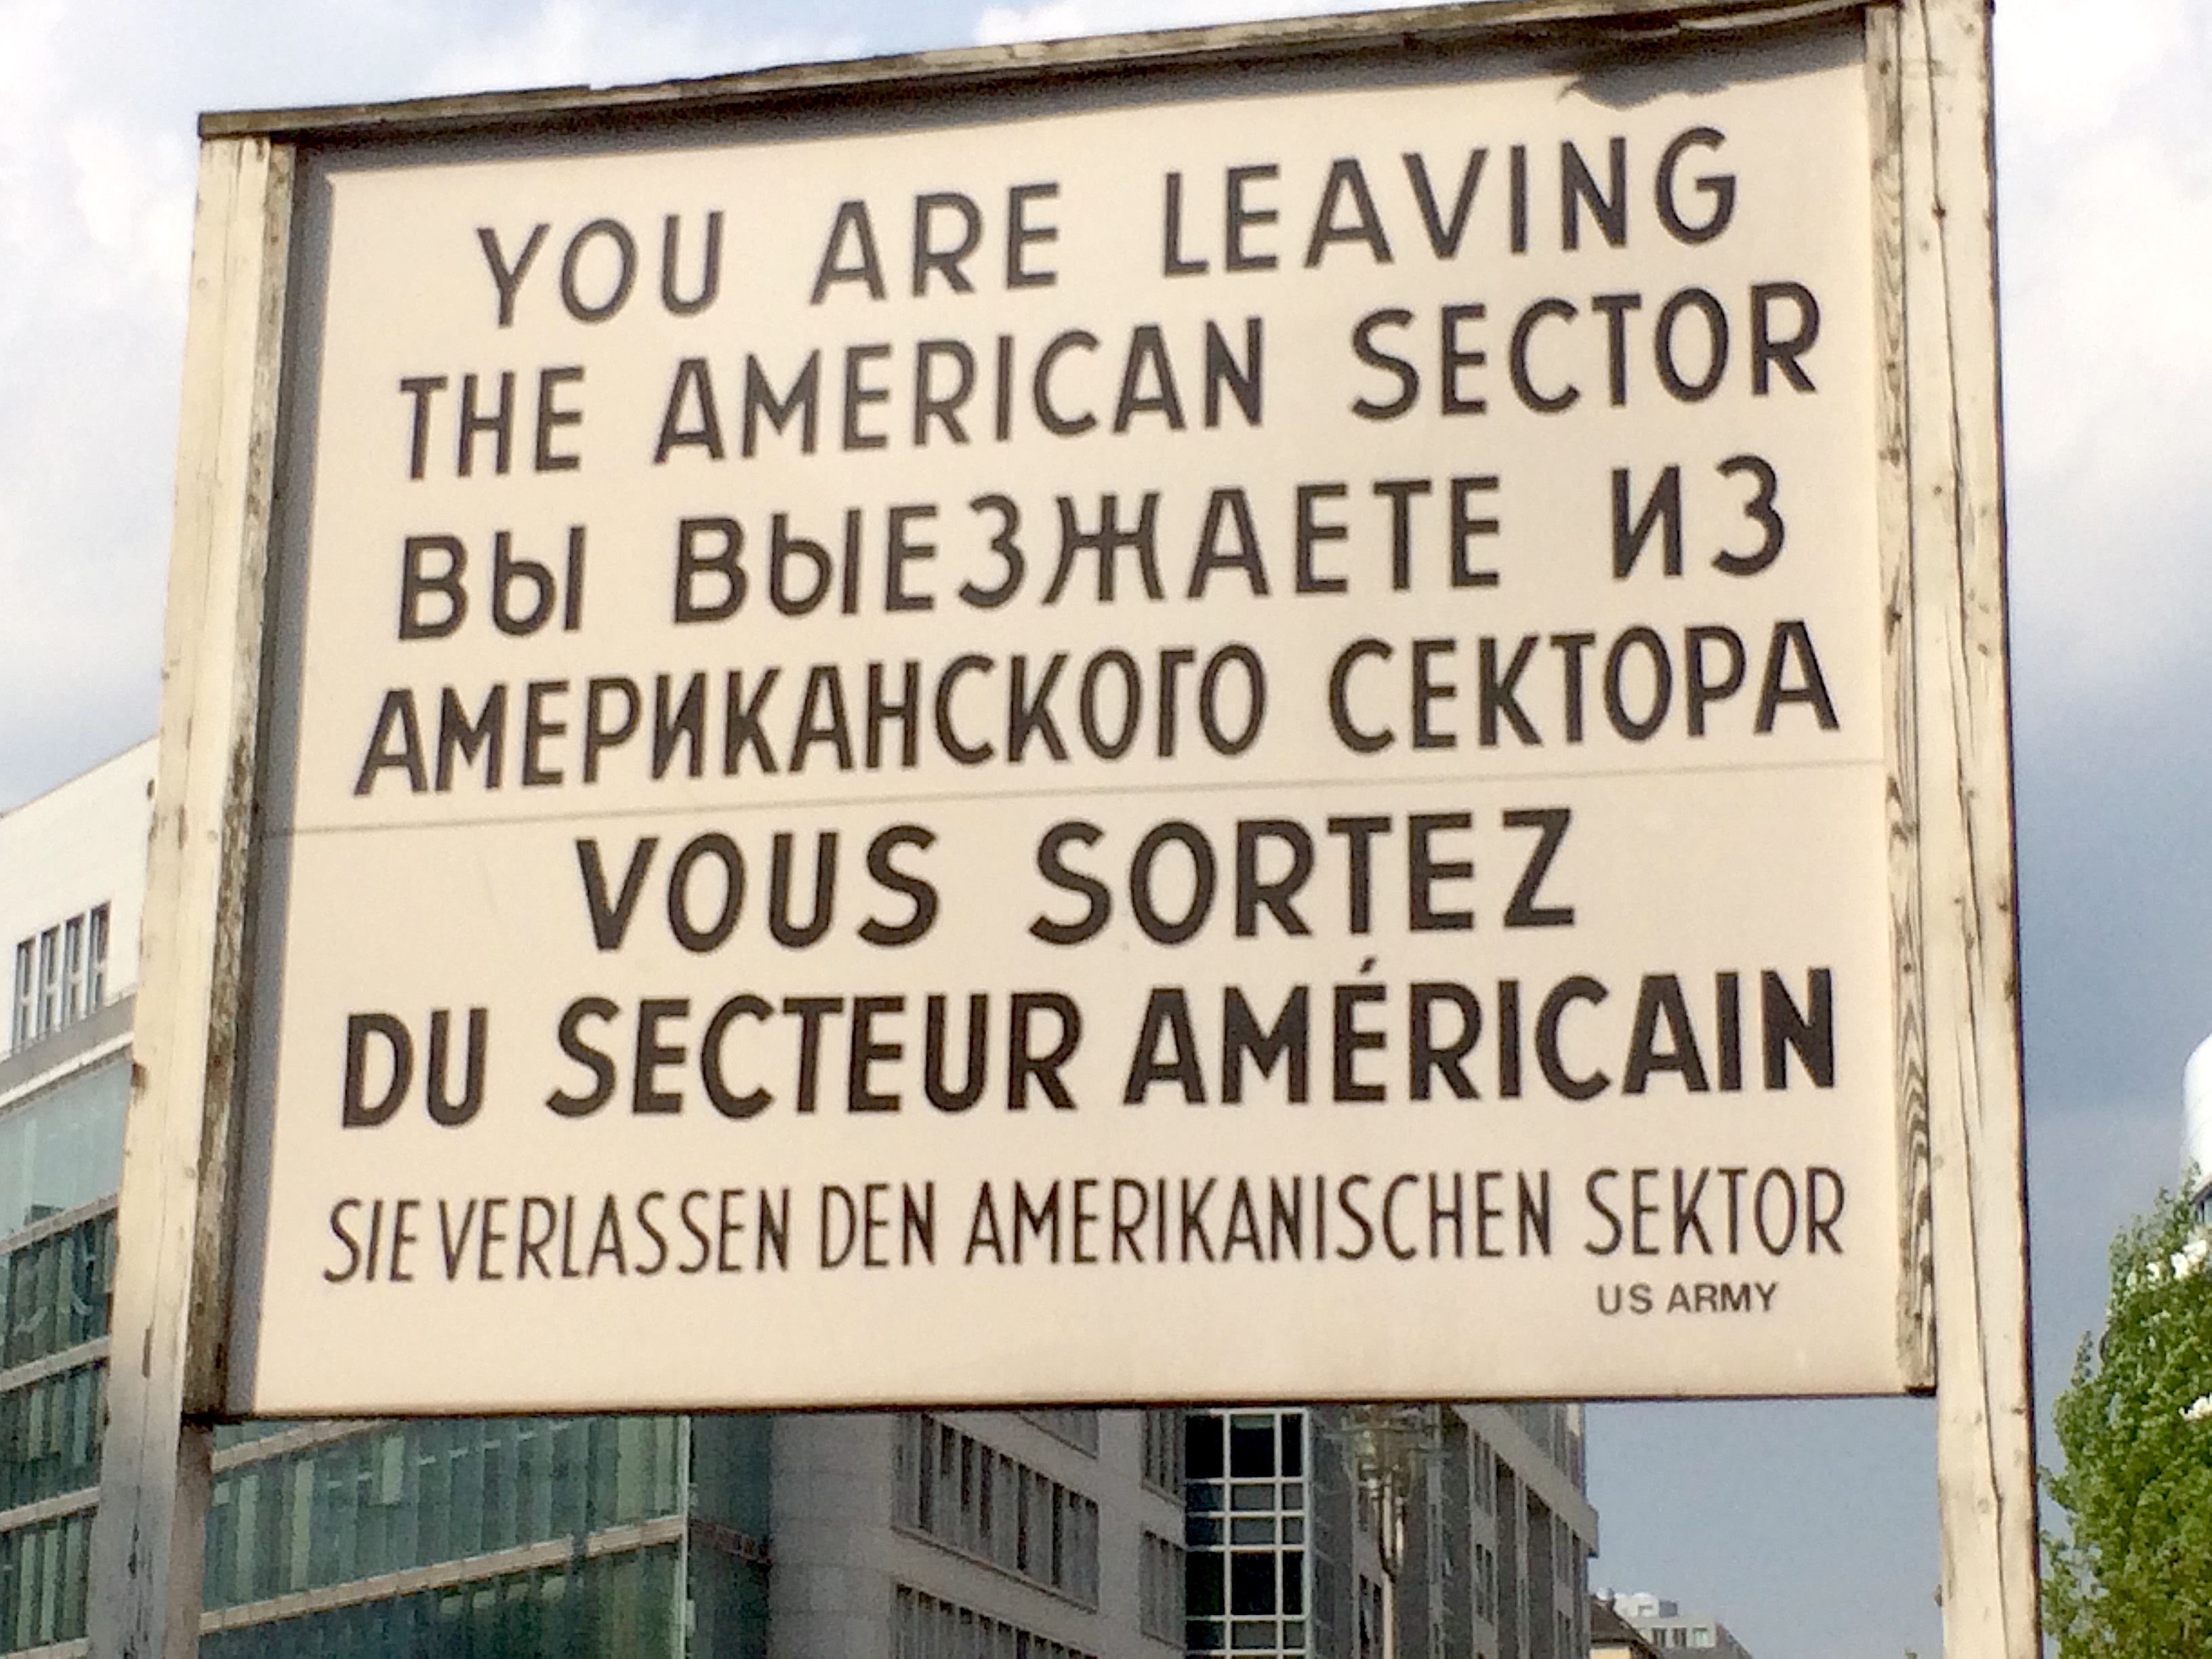 YOU ARE LEAVING
THE AMERICAN SECTOR
ВЫ ВЫЕЗЖАЕТЕ ИЗ
АМЕРИКАНСКОГО СЕКТОРА
VOUS SORTEZ
DU SECTEUR AMÉRICAIN
SIE VERLASSEN DEN AMERIKANISCHEN SEKTOR
US ARMY